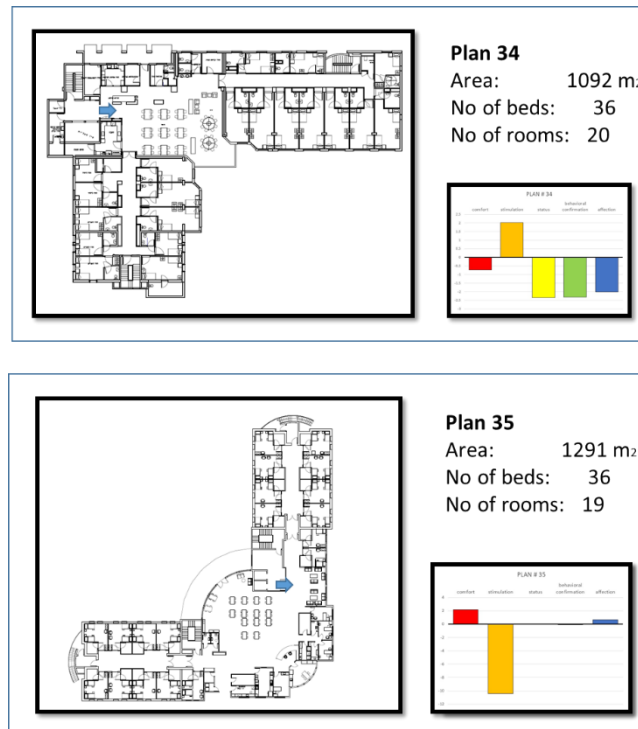 Plan 34
Area: 1092 m2
No of beds: 36
No of rooms: 20
PLAN # 34
comfort stimulation status behavioral confirmation affection
Plan 35
Area: 1291 m2
No of beds: 36
No of rooms: 19
PLAN # 35
comfort stimulation status behavioral confirmation affection